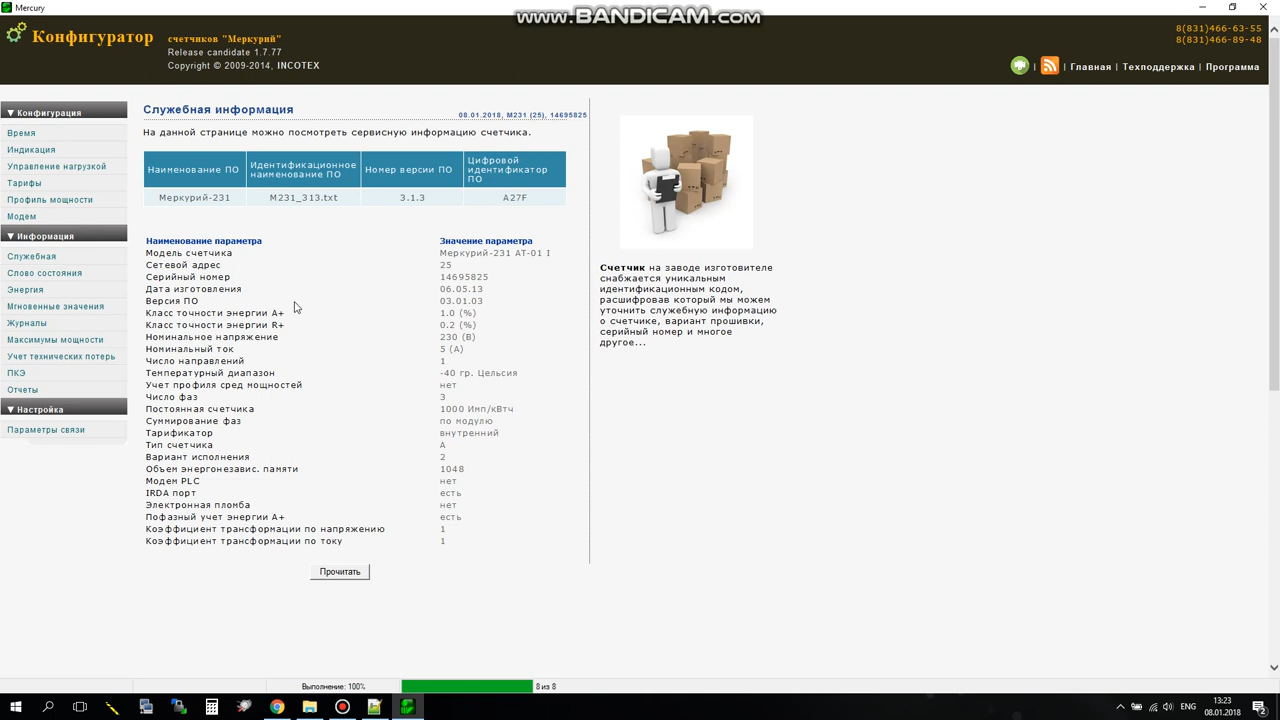 Mercury
www.BANDICAM.com
Конфигуратор
счетчиков "Меркурий"
Release candidate 1.7.77
Copyright © 2009-2014, INCOTEX
8(831)466-63-55
8(831)466-89-48
| | Главная | Техподдержка | Программа
▼ Конфигурация
Время
Индикация
Управление нагрузкой
Тарифы
Профиль мощности
Модем
▼ Информация
Служебная
Слово состояния
Энергия
Мгновенные значения
Журналы
Максимумы мощности
Учет технических потерь
ПКЭ
Отчеты
▼ Настройка
Параметры связи
Служебная информация
08.01.2018, M231 (25), 14695825
На данной странице можно посмотреть сервисную информацию счетчика.
Наименование ПО
Идентификационное
наименование ПО
Номер версии ПО
Цифровой
идентификатор
ПО
Меркурий-231 M231_313.txt 3.1.3 A27F
Наименование параметра Значение параметра
Модель счетчика Меркурий-231 AT-01 I
Сетевой адрес 25
Серийный номер 14695825
Дата изготовления 06.05.13
Версия ПО 03.01.03
Класс точности энергии A+ 1.0 (%)
Класс точности энергии R+ 0.2 (%)
Номинальное напряжение 230 (В)
Номинальный ток 5 (А)
Число направлений 1
Температурный диапазон -40 гр. Цельсия
Учет профиля сред мощностей нет
Число фаз 3
Постоянная счетчика 1000 Имп/кВтч
Суммирование фаз по модулю
Тарификатор внутренний
Тип счетчика A
Вариант исполнения 2
Объем энергонезавис. памяти 1048
Модем PLC нет
IRDA порт есть
Электронная пломба нет
Пофазный учет энергии A+ есть
Коэффициент трансформации по напряжению 1
Коэффициент трансформации по току 1
Прочитать
Счетчик на заводе изготовителе
снабжается уникальным
идентификационным кодом,
расшифровав который мы можем
уточнить служебную информацию
о счетчике, вариант прошивки,
серийный номер и многое
другое...
Выполнение: 100% 8 из 8
ENG
13:23
08.01.2018
2